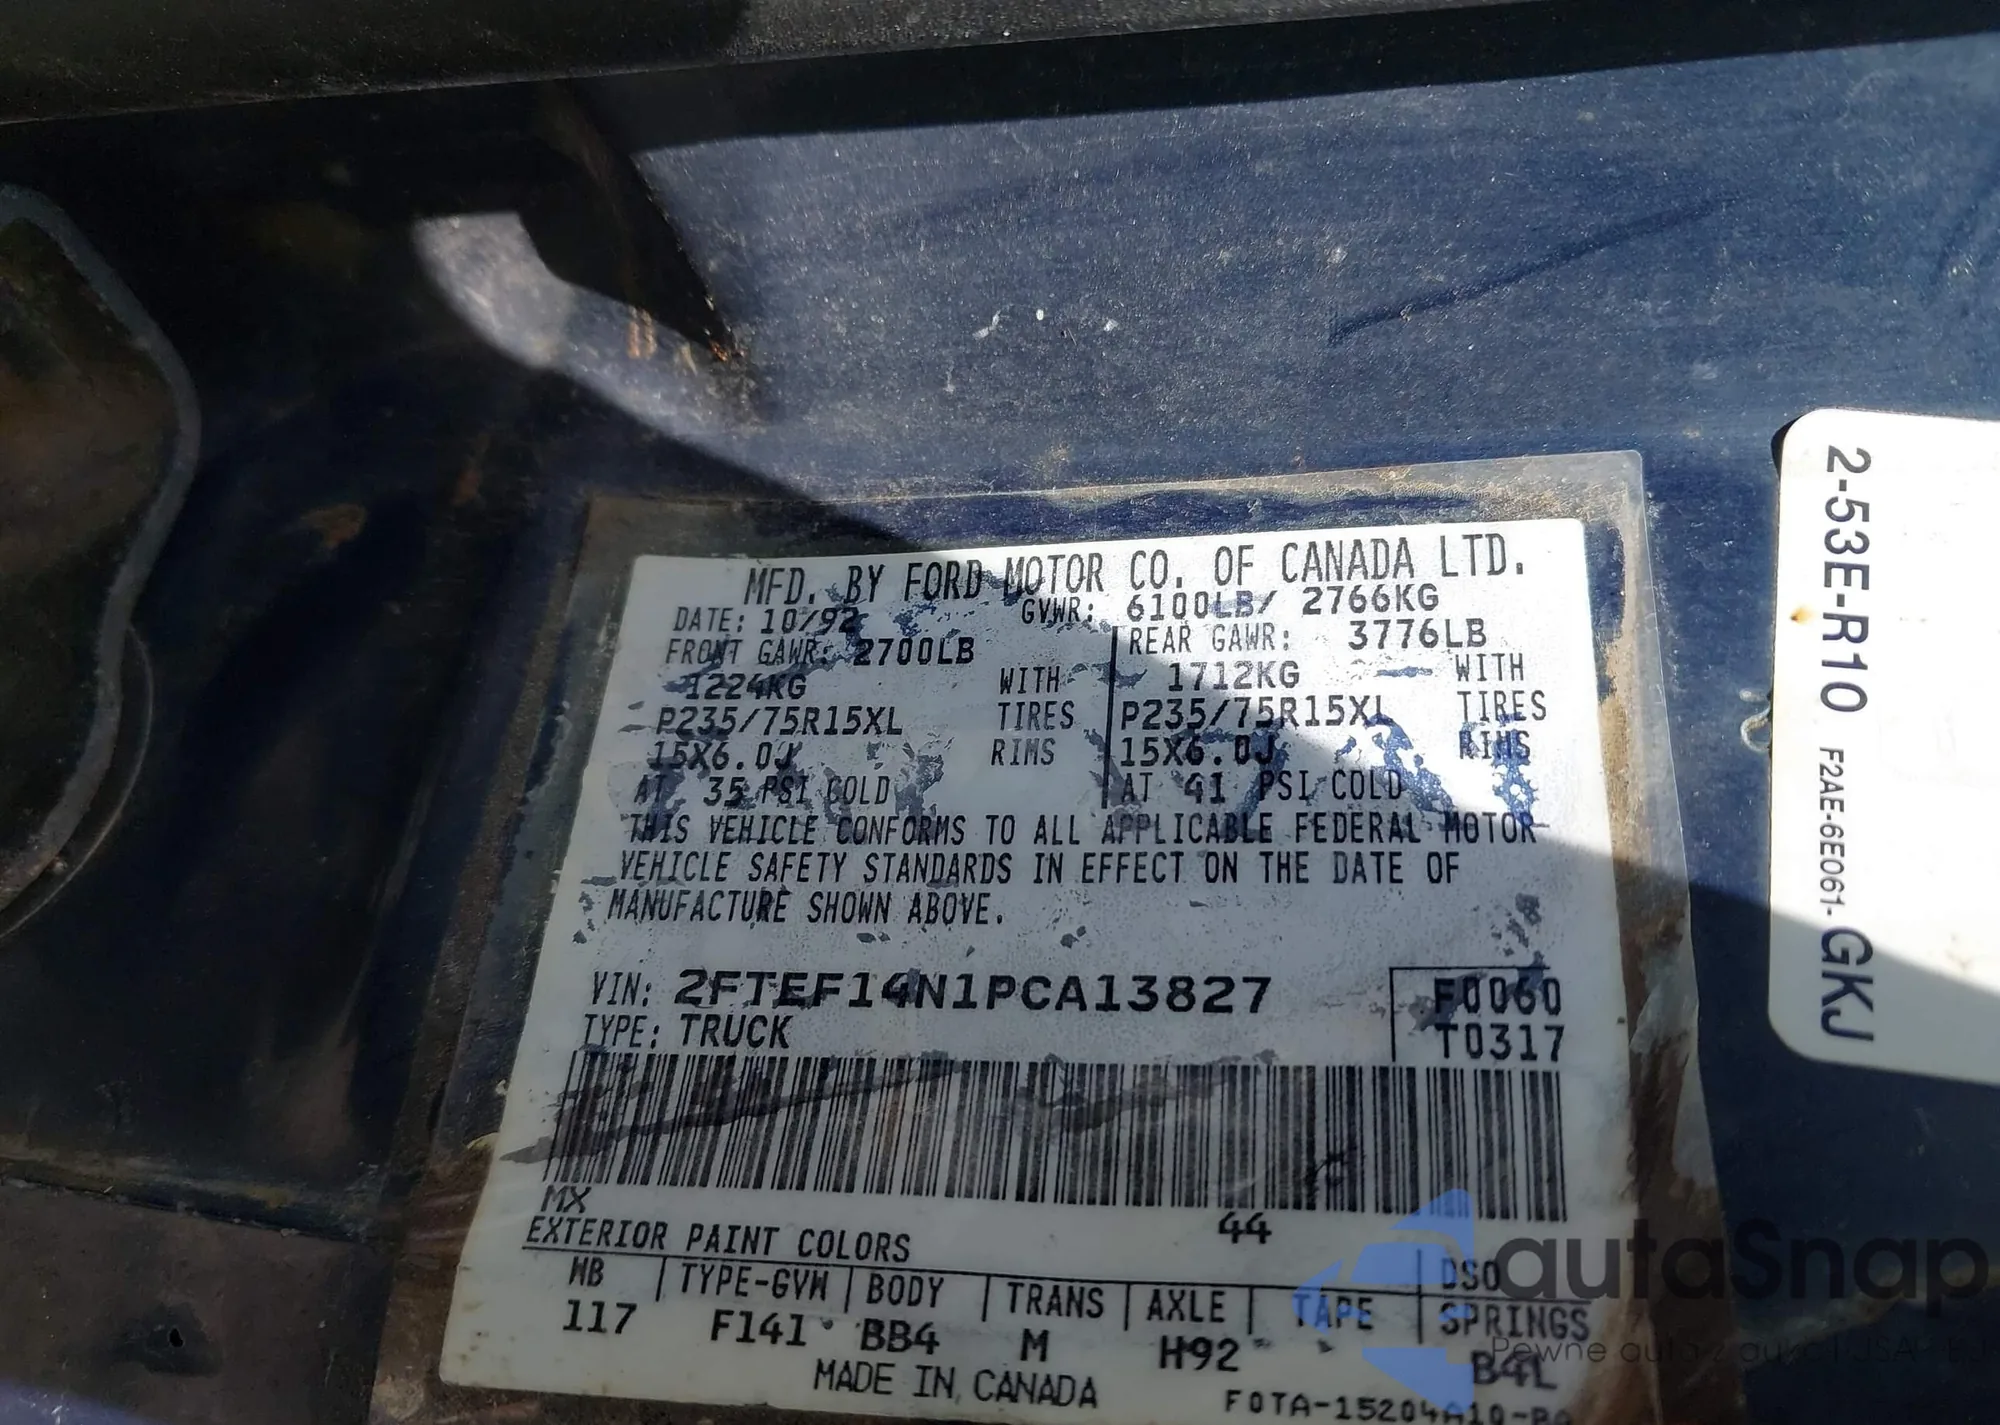 MFD. BY FORD MOTOR CO. OF CANADA LTD.
DATE: 10/92 GVWR: 6100LB/ 2766KG
FRONT GAWR: 2700LB REAR GAWR: 3776LB
1224KG WITH 1712KG WITH
P235/75R15XL TIRES P235/75R15XL TIRES
15X6.0J RIMS 15X6.0J RIMS
AT 35 PSI COLD AT 41 PSI COLD
THIS VEHICLE CONFORMS TO ALL APPLICABLE FEDERAL MOTOR
VEHICLE SAFETY STANDARDS IN EFFECT ON THE DATE OF
MANUFACTURE SHOWN ABOVE.
VIN: 2FTEF14N1PCA13827 F0060
TYPE: TRUCK T0317
MX 44
EXTERIOR PAINT COLORS DSO
WB TYPE-GVW BODY TRANS AXLE TAPE SPRINGS
117 F141 BB4 M H92 B4L
MADE IN CANADA
2-53E-R10 F2AE-6E061-GKJ
autaSnap
Pewne auta z